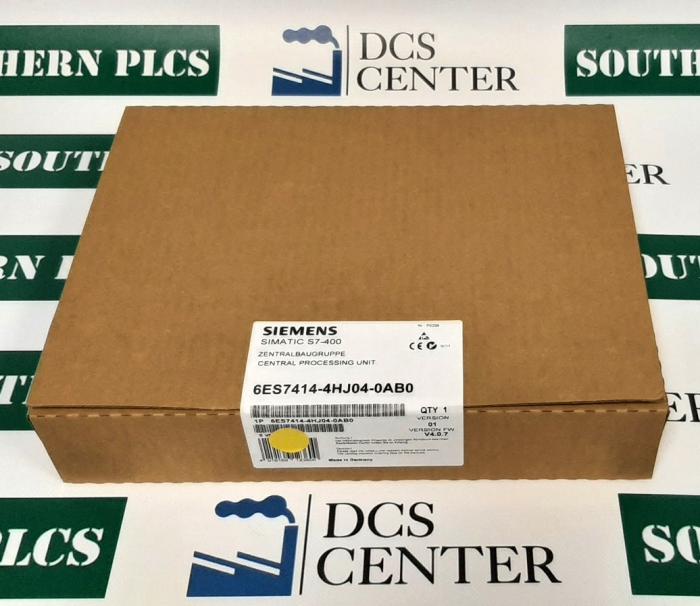 HERN PLCS
DCS
CENTER
SOUTH
SOUT
ER
RN P
OUT
SIEMENS
SIMATIC S7-400
ZENTRALBAUGRUPPE
CENTRAL PROCESSING UNIT
6ES7414-4HJ04-0AB0
1P 6ES7414-4HJ04-0AB0
QTY 1
VERSION
01
VERSION FW
V4.0.7
Made in Germany
PLCS
DCS
CENTER
SO